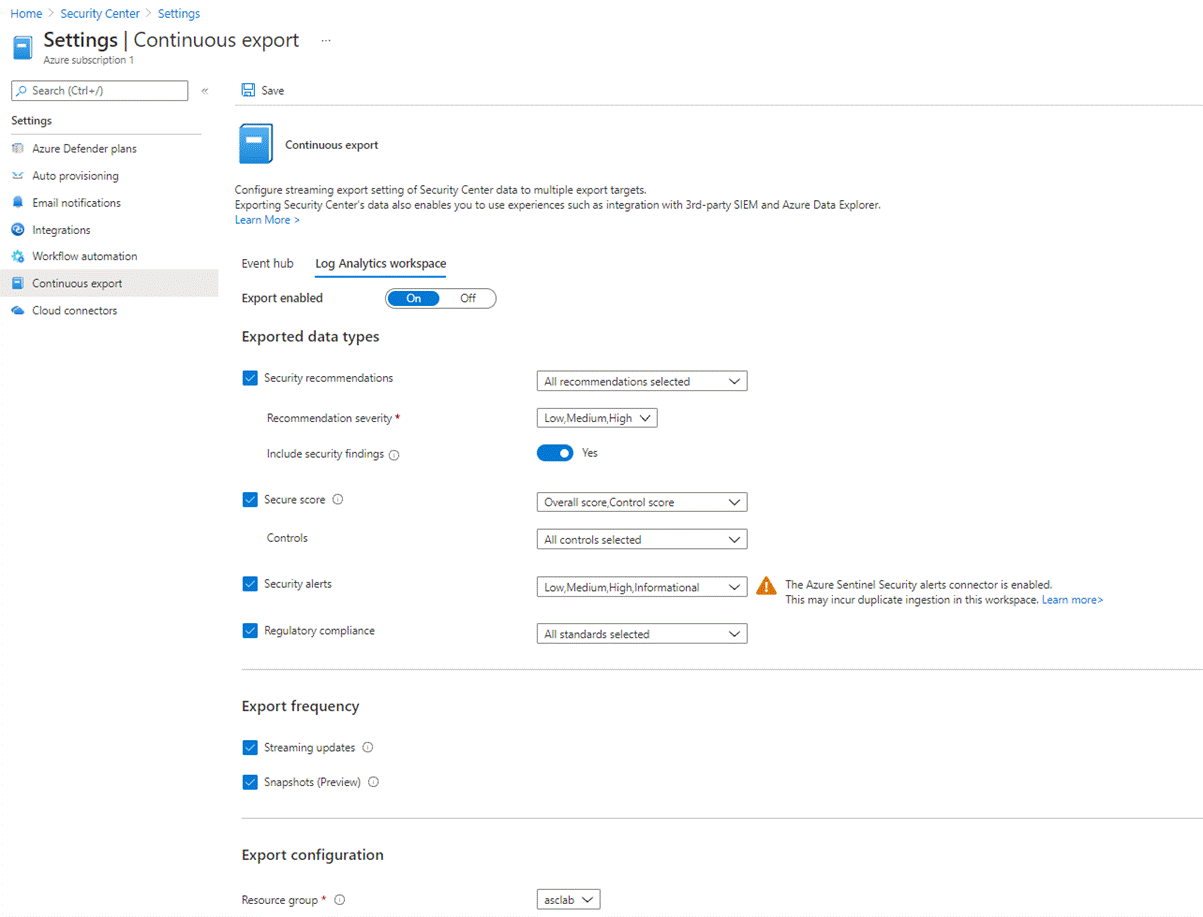 Home > Security Center > Settings
Settings | Continuous export ...
Azure subscription 1
Search (Ctrl+/) «
Save
Settings
Azure Defender plans
Auto provisioning
Email notifications
Integrations
Workflow automation
Continuous export
Cloud connectors
Continuous export
Configure streaming export setting of Security Center data to multiple export targets.
Exporting Security Center's data also enables you to use experiences such as integration with 3rd-party SIEM and Azure Data Explorer.
Learn More >
Event hub Log Analytics workspace
Export enabled On Off
Exported data types
Security recommendations All recommendations selected
Recommendation severity * Low,Medium,High
Include security findings Yes
Secure score Overall score,Control score
Controls All controls selected
Security alerts Low,Medium,High,Informational
The Azure Sentinel Security alerts connector is enabled.
This may incur duplicate ingestion in this workspace. Learn more>
Regulatory compliance All standards selected
Export frequency
Streaming updates
Snapshots (Preview)
Export configuration
Resource group * asclab